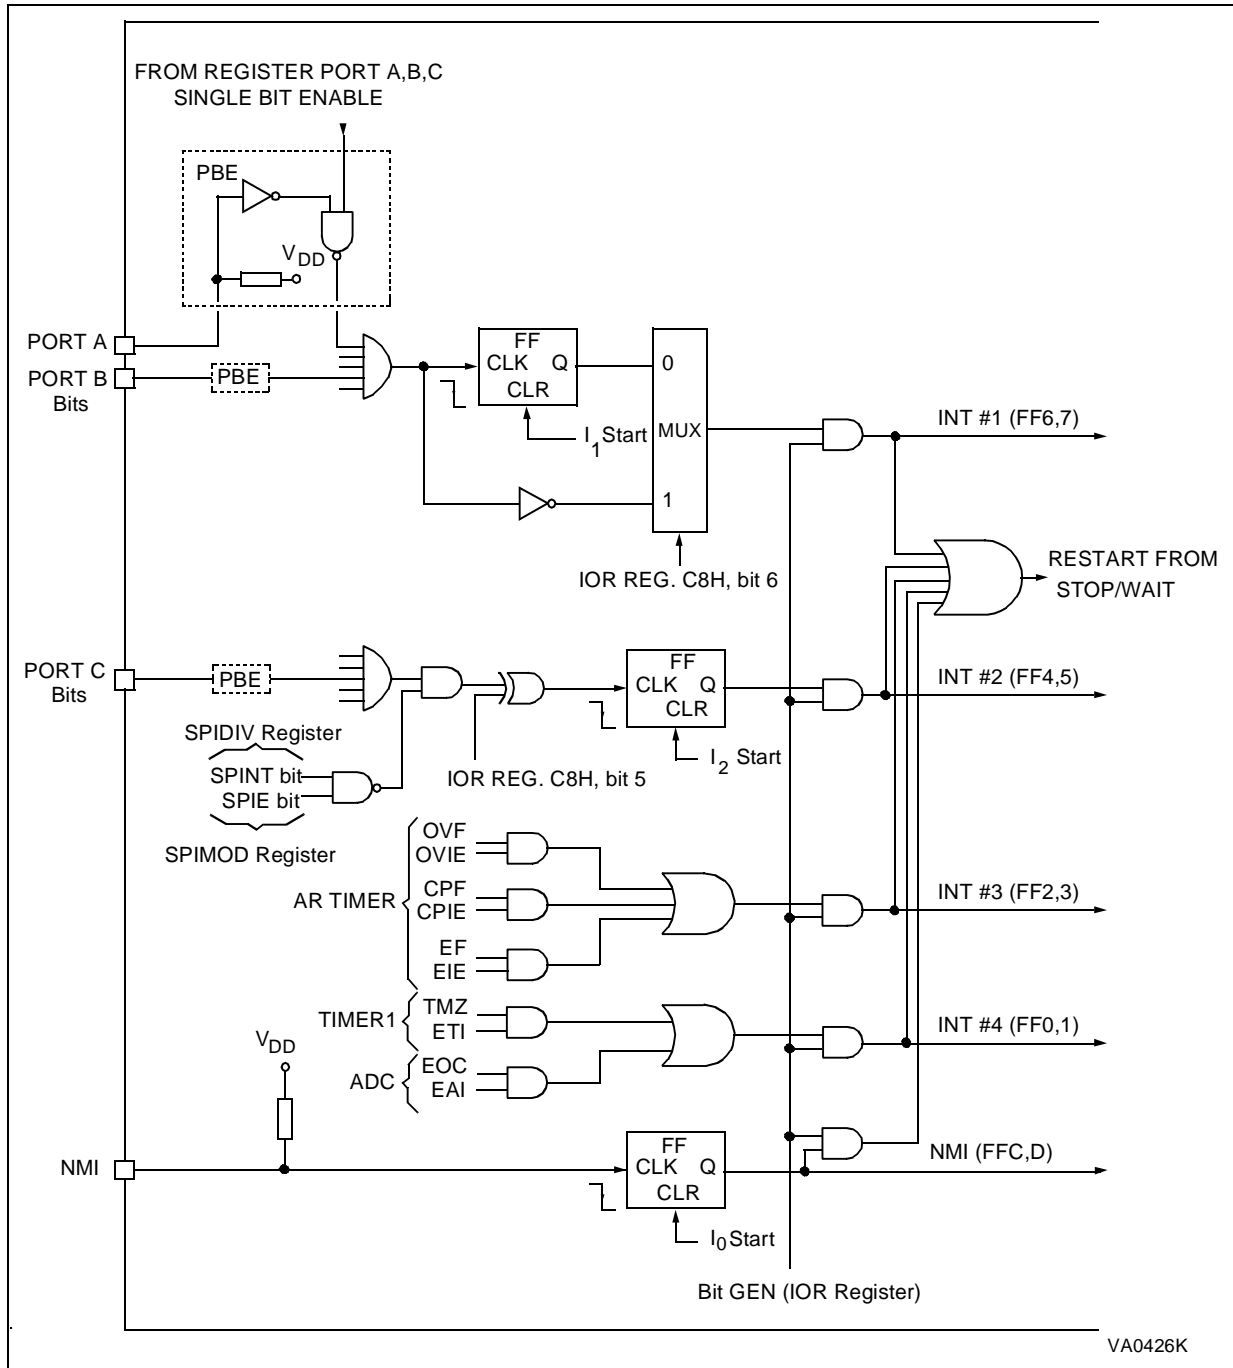 FROM REGISTER PORT A,B,C
SINGLE BIT ENABLE
PBE
VDD
PORT A
PORT B
Bits
PBE
FF
CLK Q
CLR
I1 Start
0
MUX
1
IOR REG. C8H, bit 6
INT #1 (FF6,7)
RESTART FROM
STOP/WAIT
PORT C
Bits
PBE
FF
CLK Q
CLR
I2 Start
INT #2 (FF4,5)
SPIDIV Register
SPINT bit
SPIE bit
SPIMOD Register
IOR REG. C8H, bit 5
AR TIMER
OVF
OVIE
CPF
CPIE
EF
EIE
INT #3 (FF2,3)
TIMER1
TMZ
ETI
ADC
EOC
EAI
INT #4 (FF0,1)
VDD
NMI
FF
CLK Q
CLR
I0 Start
NMI (FFC,D)
Bit GEN (IOR Register)
VA0426K